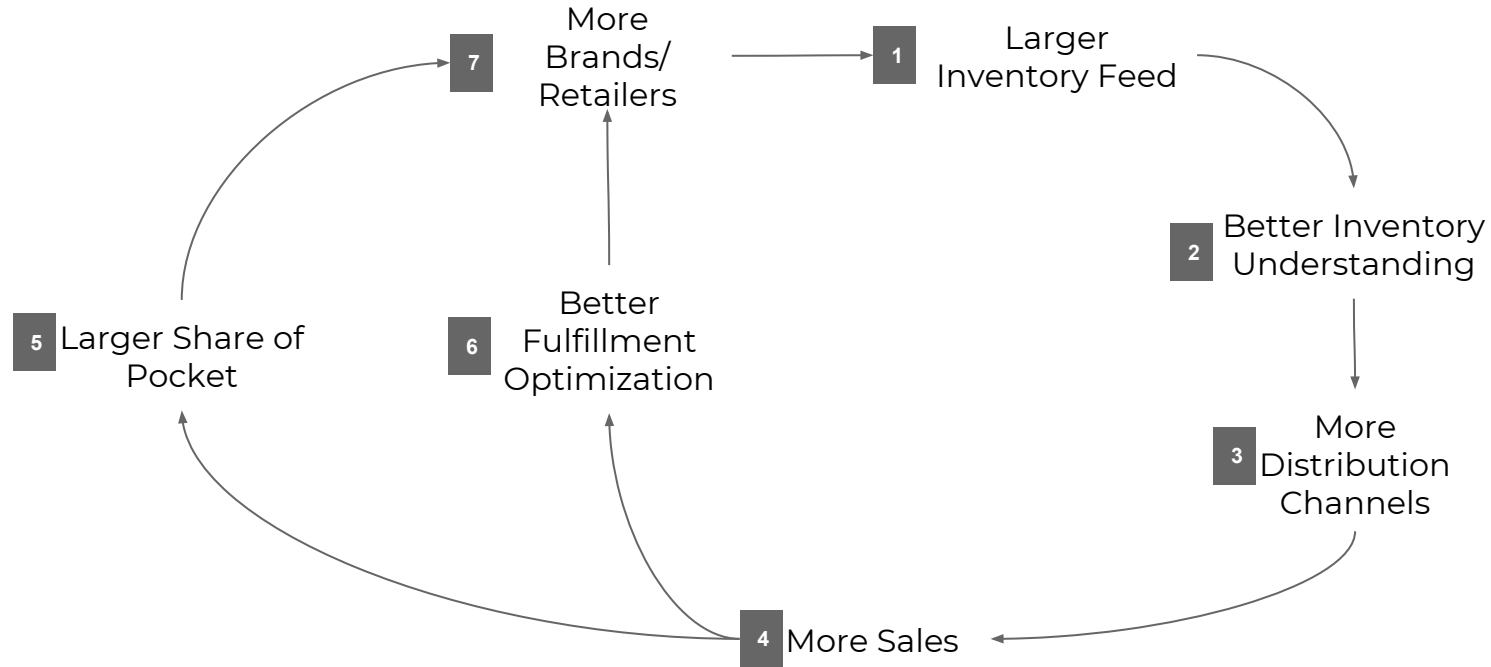 7
More
Brands/
Retailers
1
Larger
Inventory Feed
2
Better Inventory
Understanding
5
Larger Share of
Pocket
6
Better
Fulfillment
Optimization
3
More
Distribution
Channels
4
More Sales